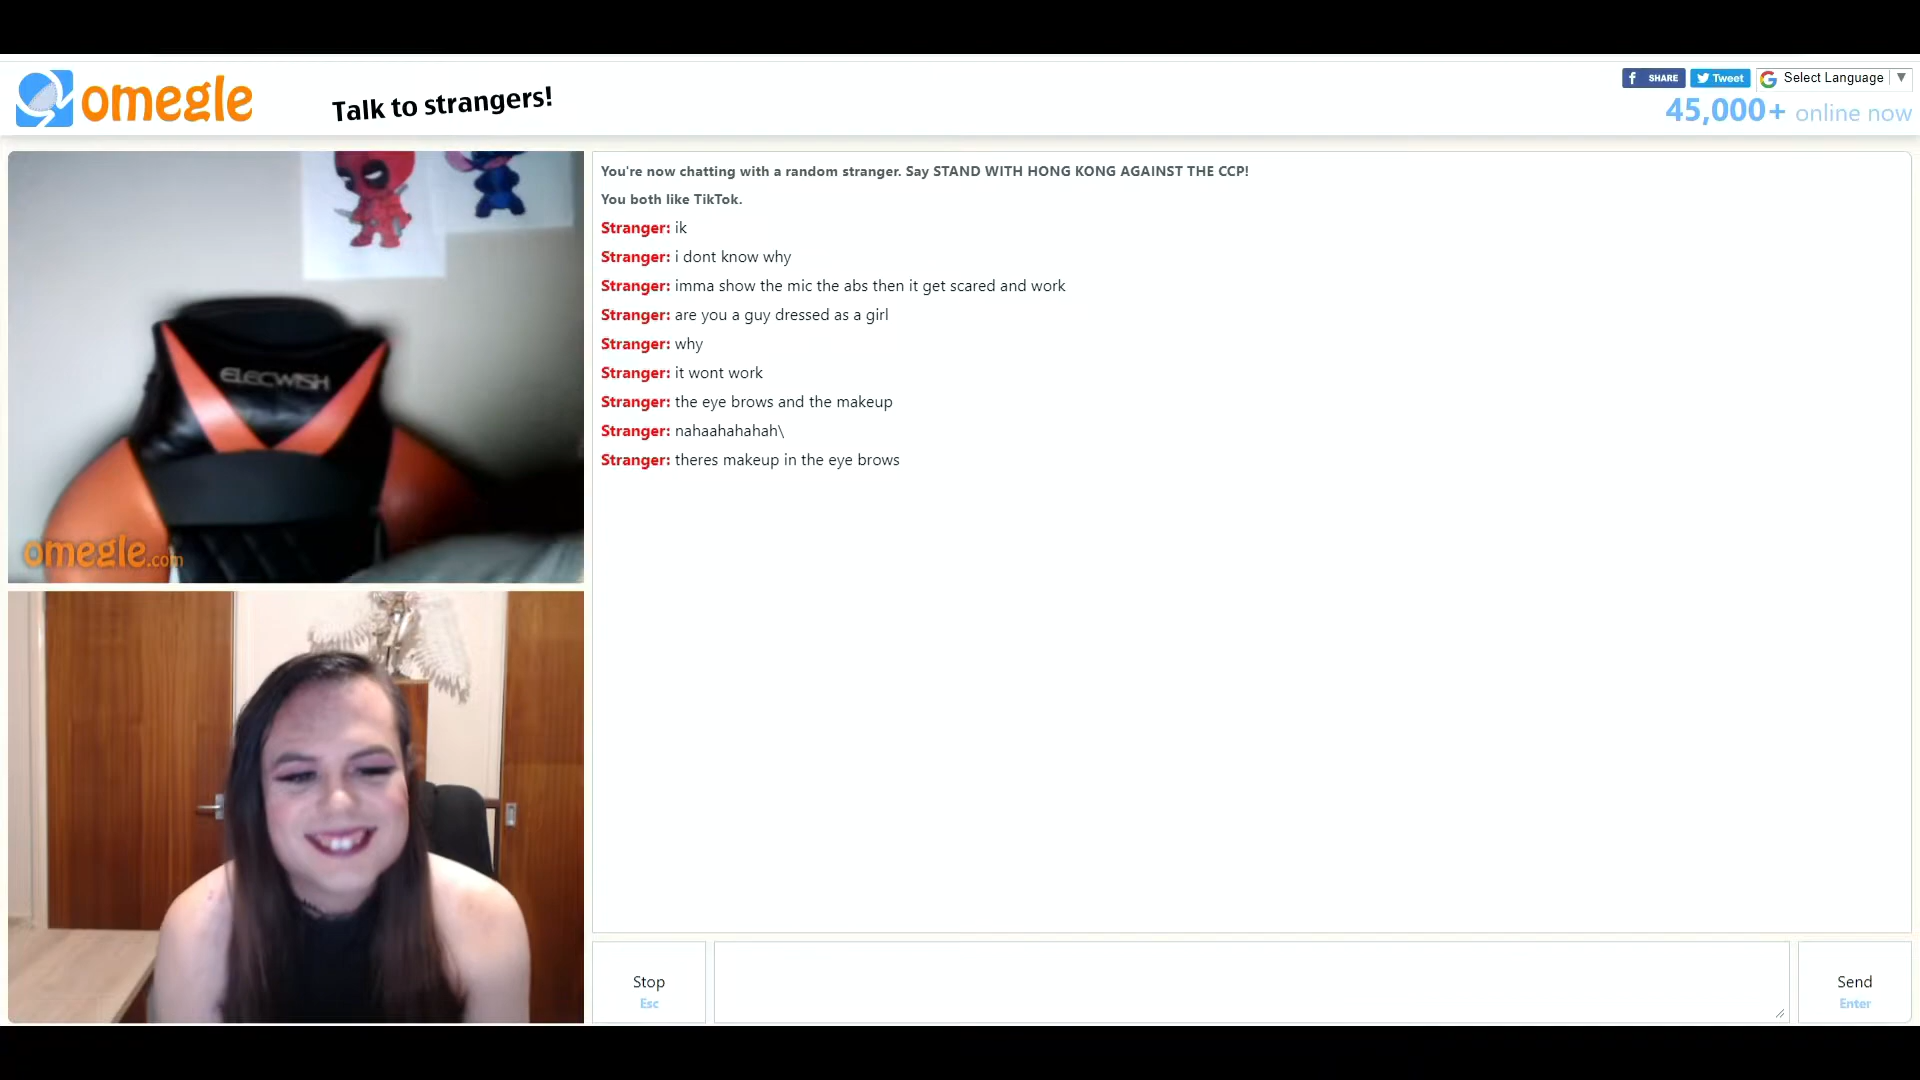 omegle
Talk to strangers!
SHARE
Tweet
Select Language
45,000+ online now
ELECWISH
omegle.com
You're now chatting with a random stranger. Say STAND WITH HONG KONG AGAINST THE CCP!
You both like TikTok.
Stranger: ik
Stranger: i dont know why
Stranger: imma show the mic the abs then it get scared and work
Stranger: are you a guy dressed as a girl
Stranger: why
Stranger: it wont work
Stranger: the eye brows and the makeup
Stranger: nahaahahahah\
Stranger: theres makeup in the eye brows
Stop
Esc
Send
Enter